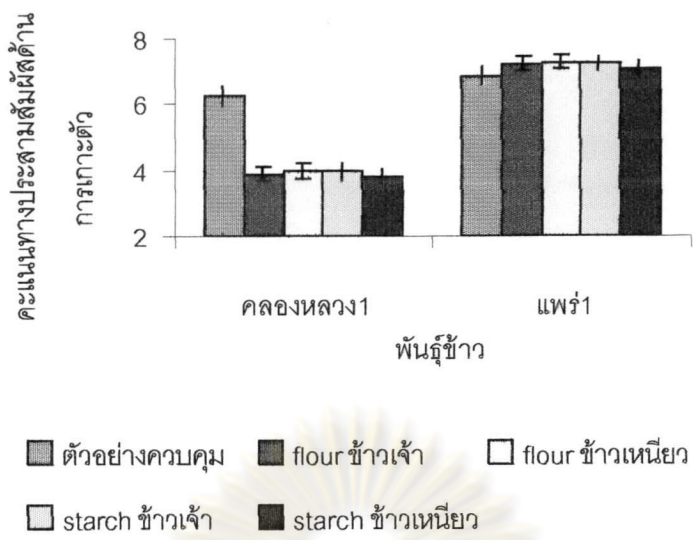 คะแนนทางประสามสัมผัสด้าน
การเกาะตัว
8
6
4
2
คลองหลวง1
แพร่1
พันธุ์ข้าว
ตัวอย่างควบคุม
flour ข้าวเจ้า
flour ข้าวเหนียว
starch ข้าวเจ้า
starch ข้าวเหนียว